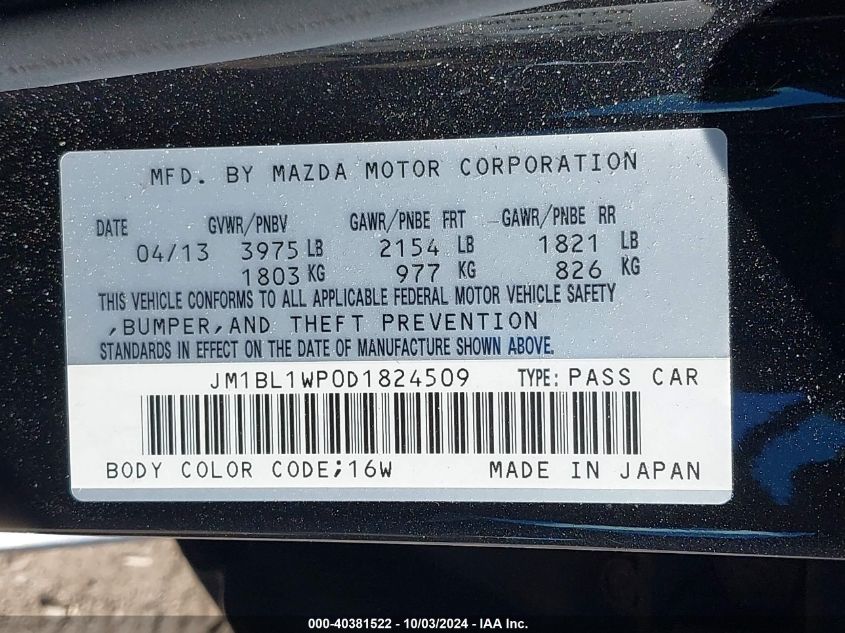 MFD. BY MAZDA MOTOR CORPORATION
DATE GVWR/PNBV GAWR/PNBE FRT GAWR/PNBE RR
04/13 3975 LB 2154 LB 1821 LB
1803 KG 977 KG 826 KG
THIS VEHICLE CONFORMS TO ALL APPLICABLE FEDERAL MOTOR VEHICLE SAFETY
,BUMPER,AND THEFT PREVENTION
STANDARDS IN EFFECT ON THE DATE OF MANUFACTURE SHOWN ABOVE.
JM1BL1WP0D1824509 TYPE: PASS CAR
BODY COLOR CODE;16W MADE IN JAPAN
000-40381522 - 10/03/2024 - IAA Inc.